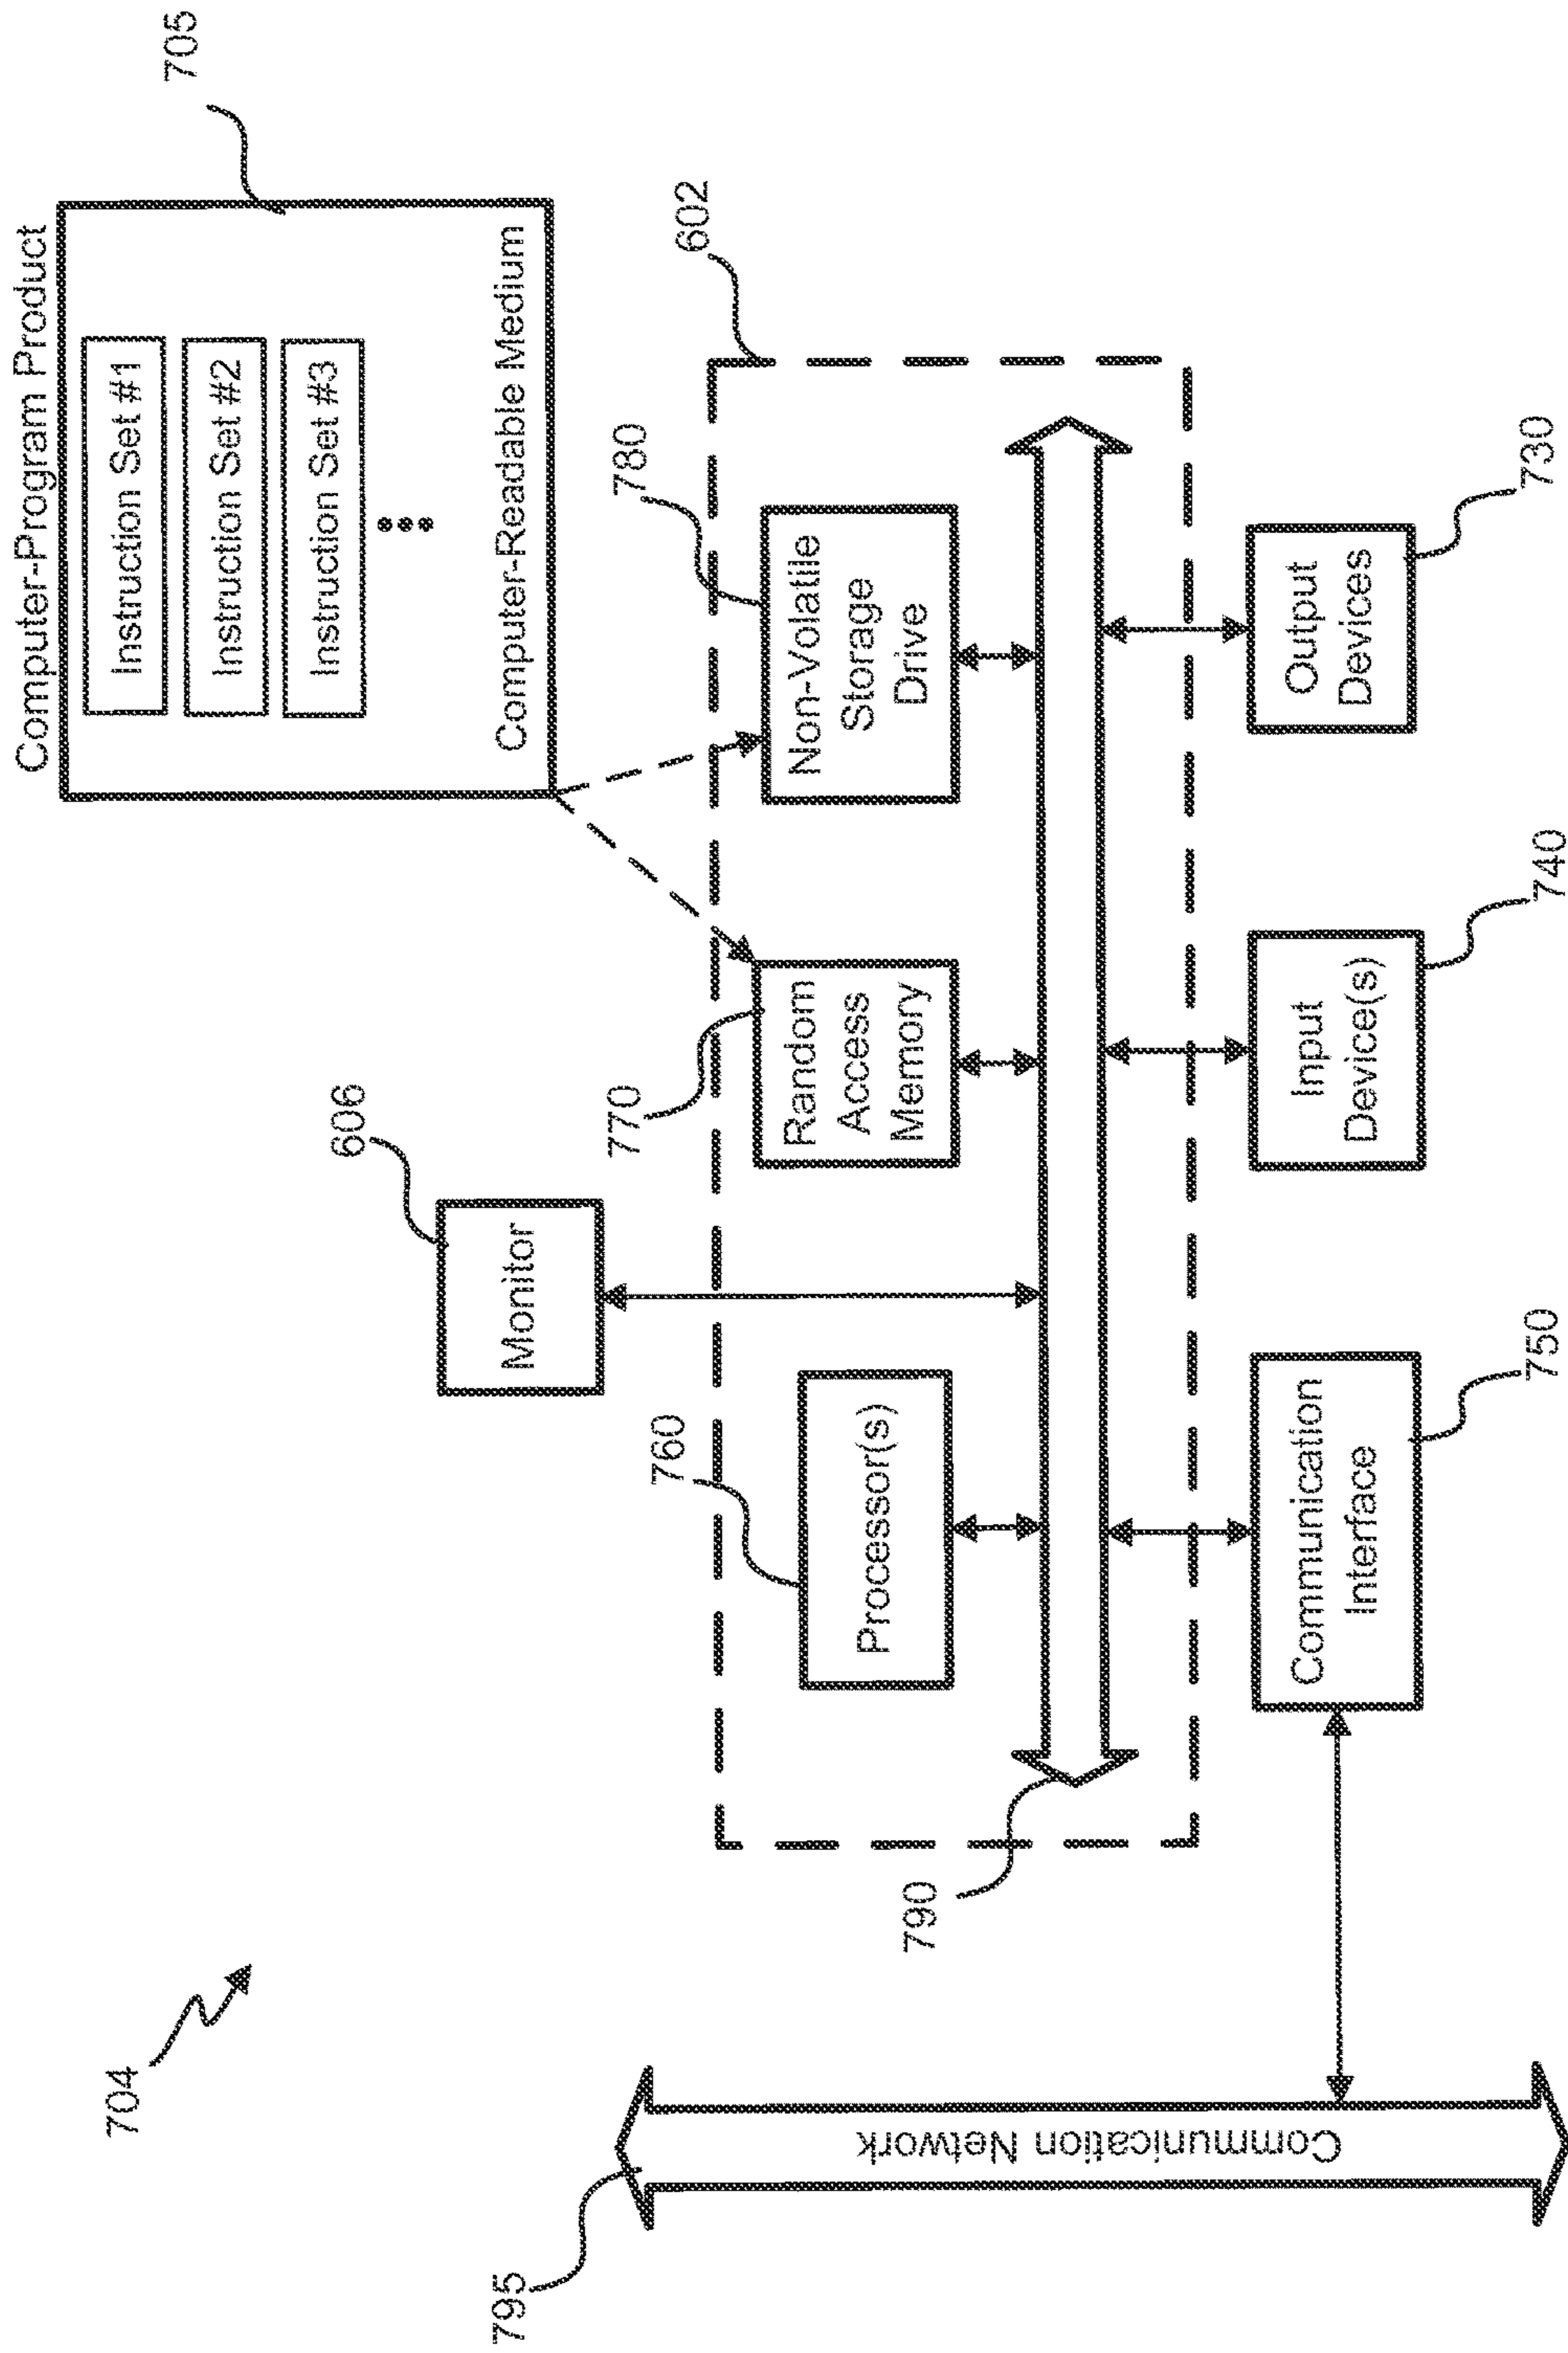 704
Computer-Program Product
705
Instruction Set #1
Instruction Set #2
Instruction Set #3
Computer-Readable Medium
606
Monitor
602
760
770
780
Processor(s)
Random
Access
Memory
Non-Volatile
Storage
Drive
790
795
Communication Network
Communication
Interface
750
Input
Device(s)
740
Output
Devices
730